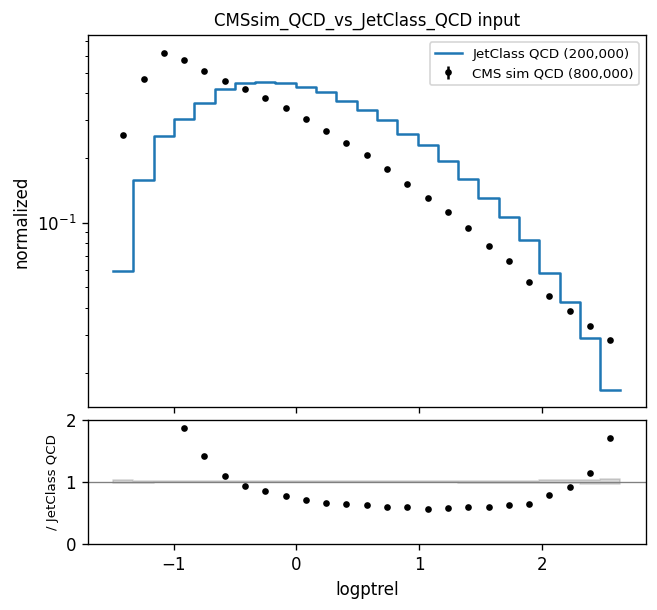 CMSsim_QCD_vs_JetClass_QCD input
JetClass QCD (200,000)
CMS sim QCD (800,000)
normalized
10⁻¹
/ JetClass QCD
2
1
0
−1 0 1 2
logptrel